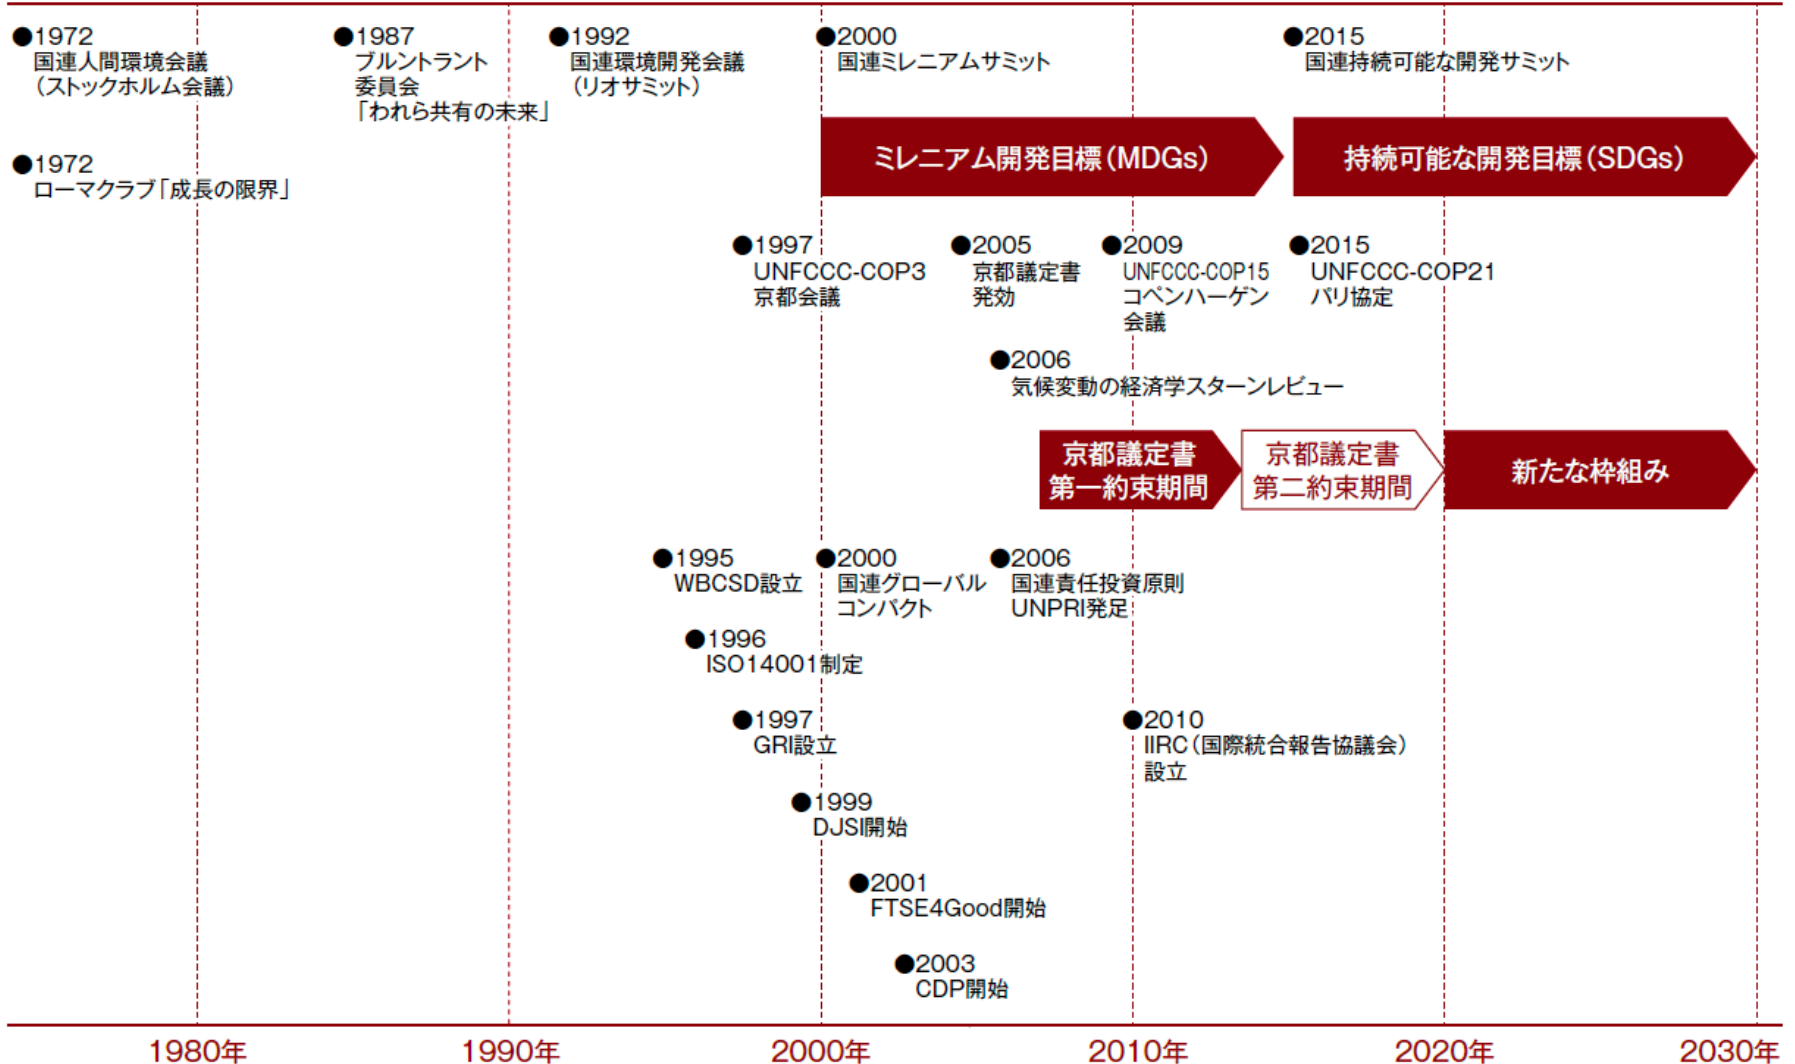 ●1972
国連人間環境会議
（ストックホルム会議）
●1987
ブルントラント
委員会
「われら共有の未来」
●1992
国連環境開発会議
（リオサミット）
●2000
国連ミレニアムサミット
●2015
国連持続可能な開発サミット
●1972
ローマクラブ「成長の限界」
ミレニアム開発目標（MDGs）
持続可能な開発目標（SDGs）
●1997
UNFCCC-COP3
京都会議
●2005
京都議定書
発効
●2009
UNFCCC-COP15
コペンハーゲン
会議
●2015
UNFCCC-COP21
パリ協定
●2006
気候変動の経済学スターンレビュー
京都議定書
第一約束期間
京都議定書
第二約束期間
新たな枠組み
●1995
WBCSD設立
●2000
国連グローバル
コンパクト
●2006
国連責任投資原則
UNPRI発足
●1996
ISO14001制定
●1997
GRI設立
●2010
IIRC（国際統合報告協議会）
設立
●1999
DJSI開始
●2001
FTSE4Good開始
●2003
CDP開始
1980年
1990年
2000年
2010年
2020年
2030年